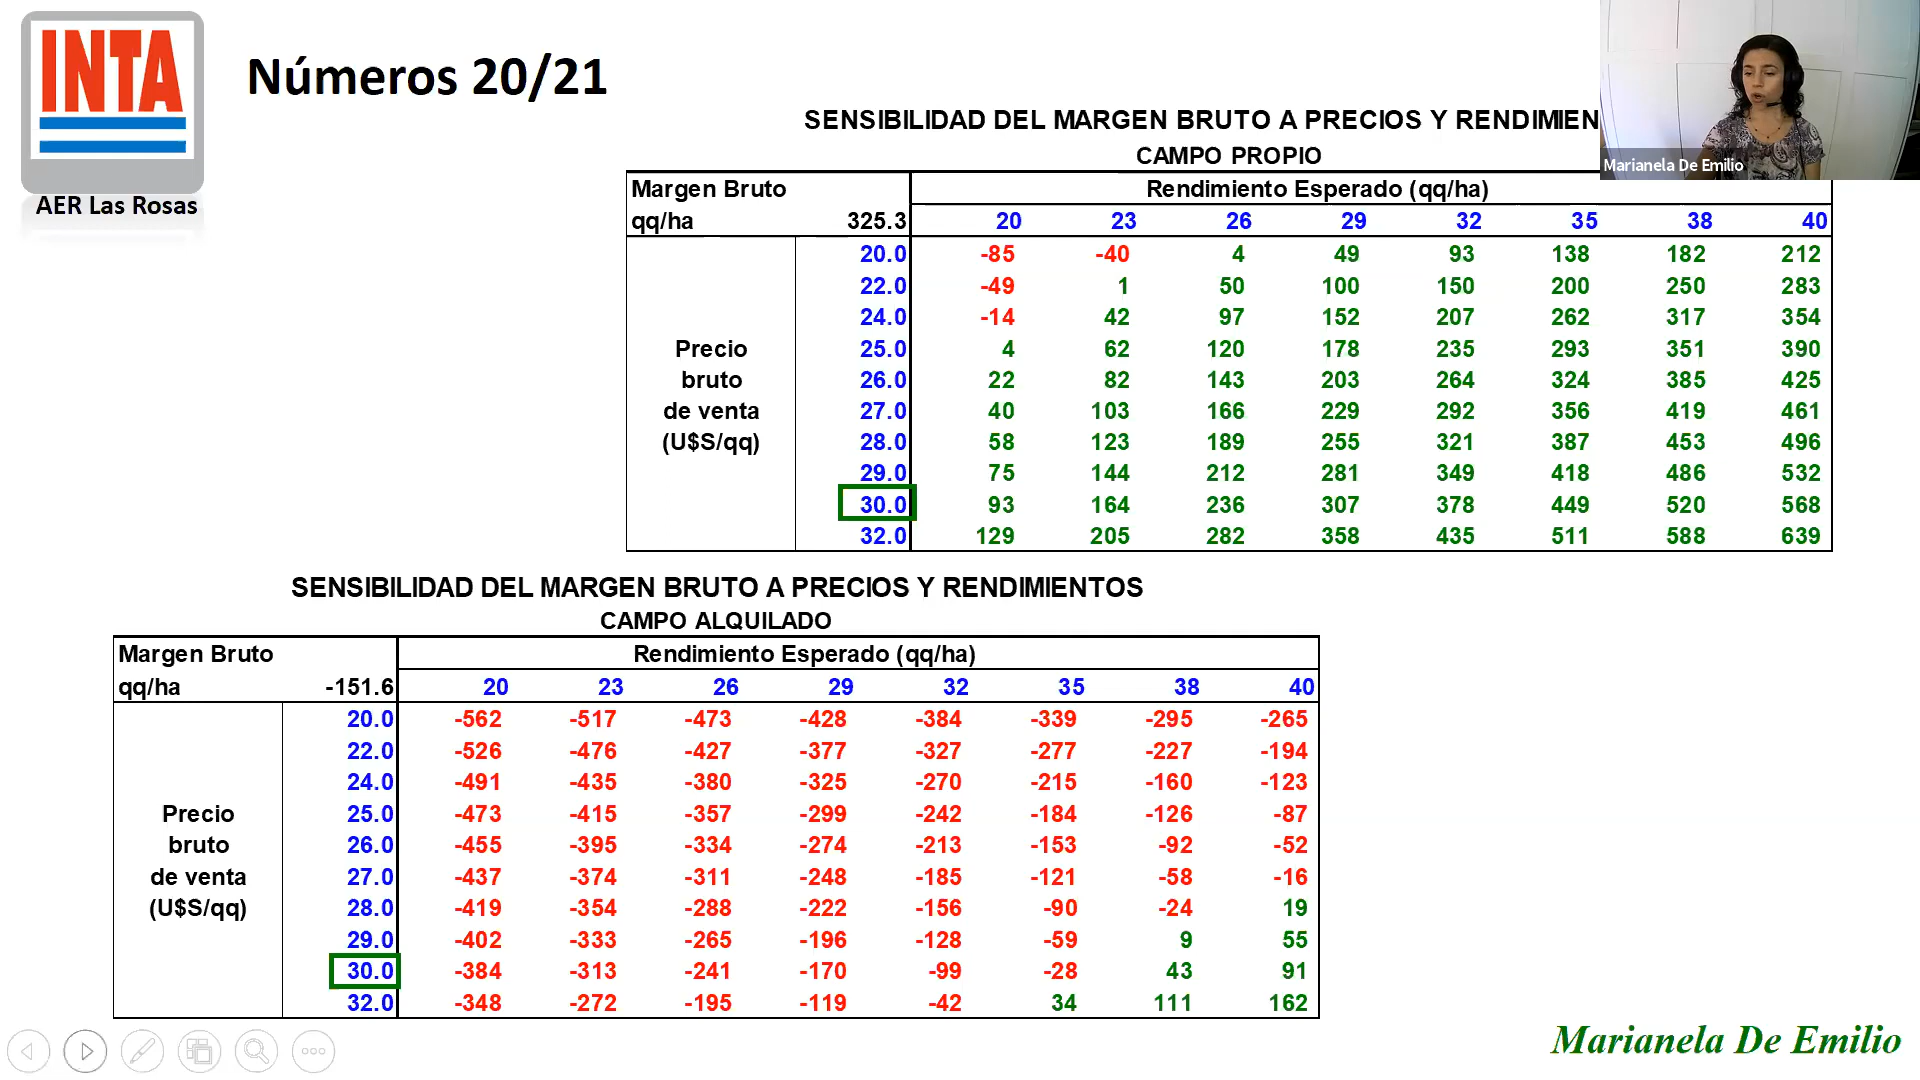 INTA
AER Las Rosas
Números 20/21
Marianela De Emilio
SENSIBILIDAD DEL MARGEN BRUTO A PRECIOS Y RENDIMIEN
CAMPO PROPIO
Margen Bruto Rendimiento Esperado (qq/ha)
qq/ha 325.3 20 23 26 29 32 35 38 40
20.0 -85 -40 4 49 93 138 182 212
22.0 -49 1 50 100 150 200 250 283
24.0 -14 42 97 152 207 262 317 354
Precio 25.0 4 62 120 178 235 293 351 390
bruto 26.0 22 82 143 203 264 324 385 425
de venta 27.0 40 103 166 229 292 356 419 461
(U$S/qq) 28.0 58 123 189 255 321 387 453 496
29.0 75 144 212 281 349 418 486 532
30.0 93 164 236 307 378 449 520 568
32.0 129 205 282 358 435 511 588 639
SENSIBILIDAD DEL MARGEN BRUTO A PRECIOS Y RENDIMIENTOS
CAMPO ALQUILADO
Margen Bruto Rendimiento Esperado (qq/ha)
qq/ha -151.6 20 23 26 29 32 35 38 40
20.0 -562 -517 -473 -428 -384 -339 -295 -265
22.0 -526 -476 -427 -377 -327 -277 -227 -194
24.0 -491 -435 -380 -325 -270 -215 -160 -123
Precio 25.0 -473 -415 -357 -299 -242 -184 -126 -87
bruto 26.0 -455 -395 -334 -274 -213 -153 -92 -52
de venta 27.0 -437 -374 -311 -248 -185 -121 -58 -16
(U$S/qq) 28.0 -419 -354 -288 -222 -156 -90 -24 19
29.0 -402 -333 -265 -196 -128 -59 9 55
30.0 -384 -313 -241 -170 -99 -28 43 91
32.0 -348 -272 -195 -119 -42 34 111 162
Marianela De Emilio